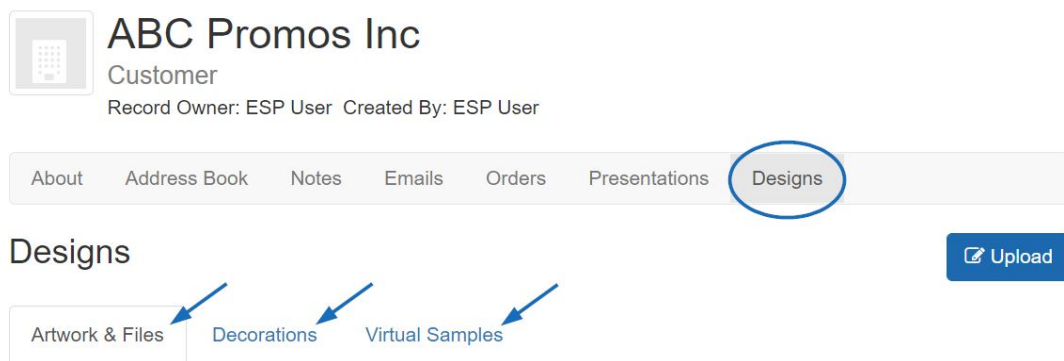 ABC Promos Inc
Customer
Record Owner: ESP User Created By: ESP User
About Address Book Notes Emails Orders Presentations Designs
Designs
Upload
Artwork & Files Decorations Virtual Samples